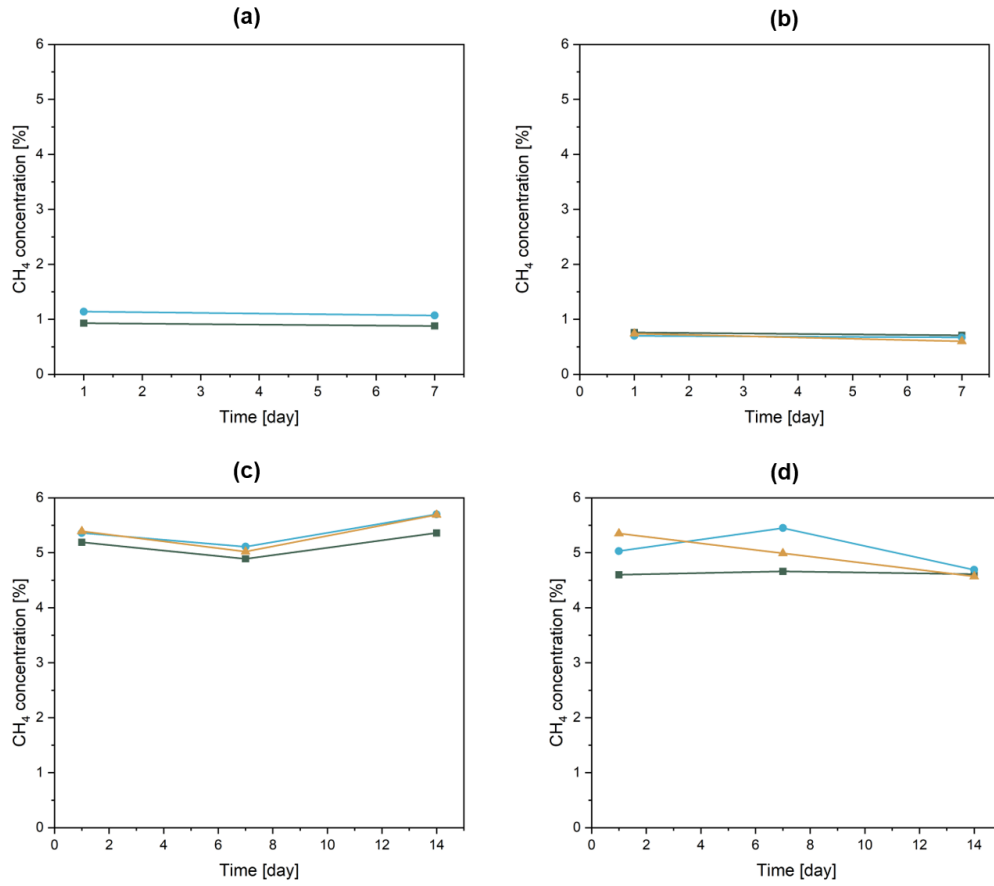 (a)
6
5
4
3
2
1
0
CH₄ concentration [%]
1 2 3 4 5 6 7
Time [day]
(b)
6
5
4
3
2
1
0
CH₄ concentration [%]
0 1 2 3 4 5 6 7
Time [day]
(c)
6
5
4
3
2
1
0
CH₄ concentration [%]
0 2 4 6 8 10 12 14
Time [day]
(d)
6
5
4
3
2
1
0
CH₄ concentration [%]
0 2 4 6 8 10 12 14
Time [day]